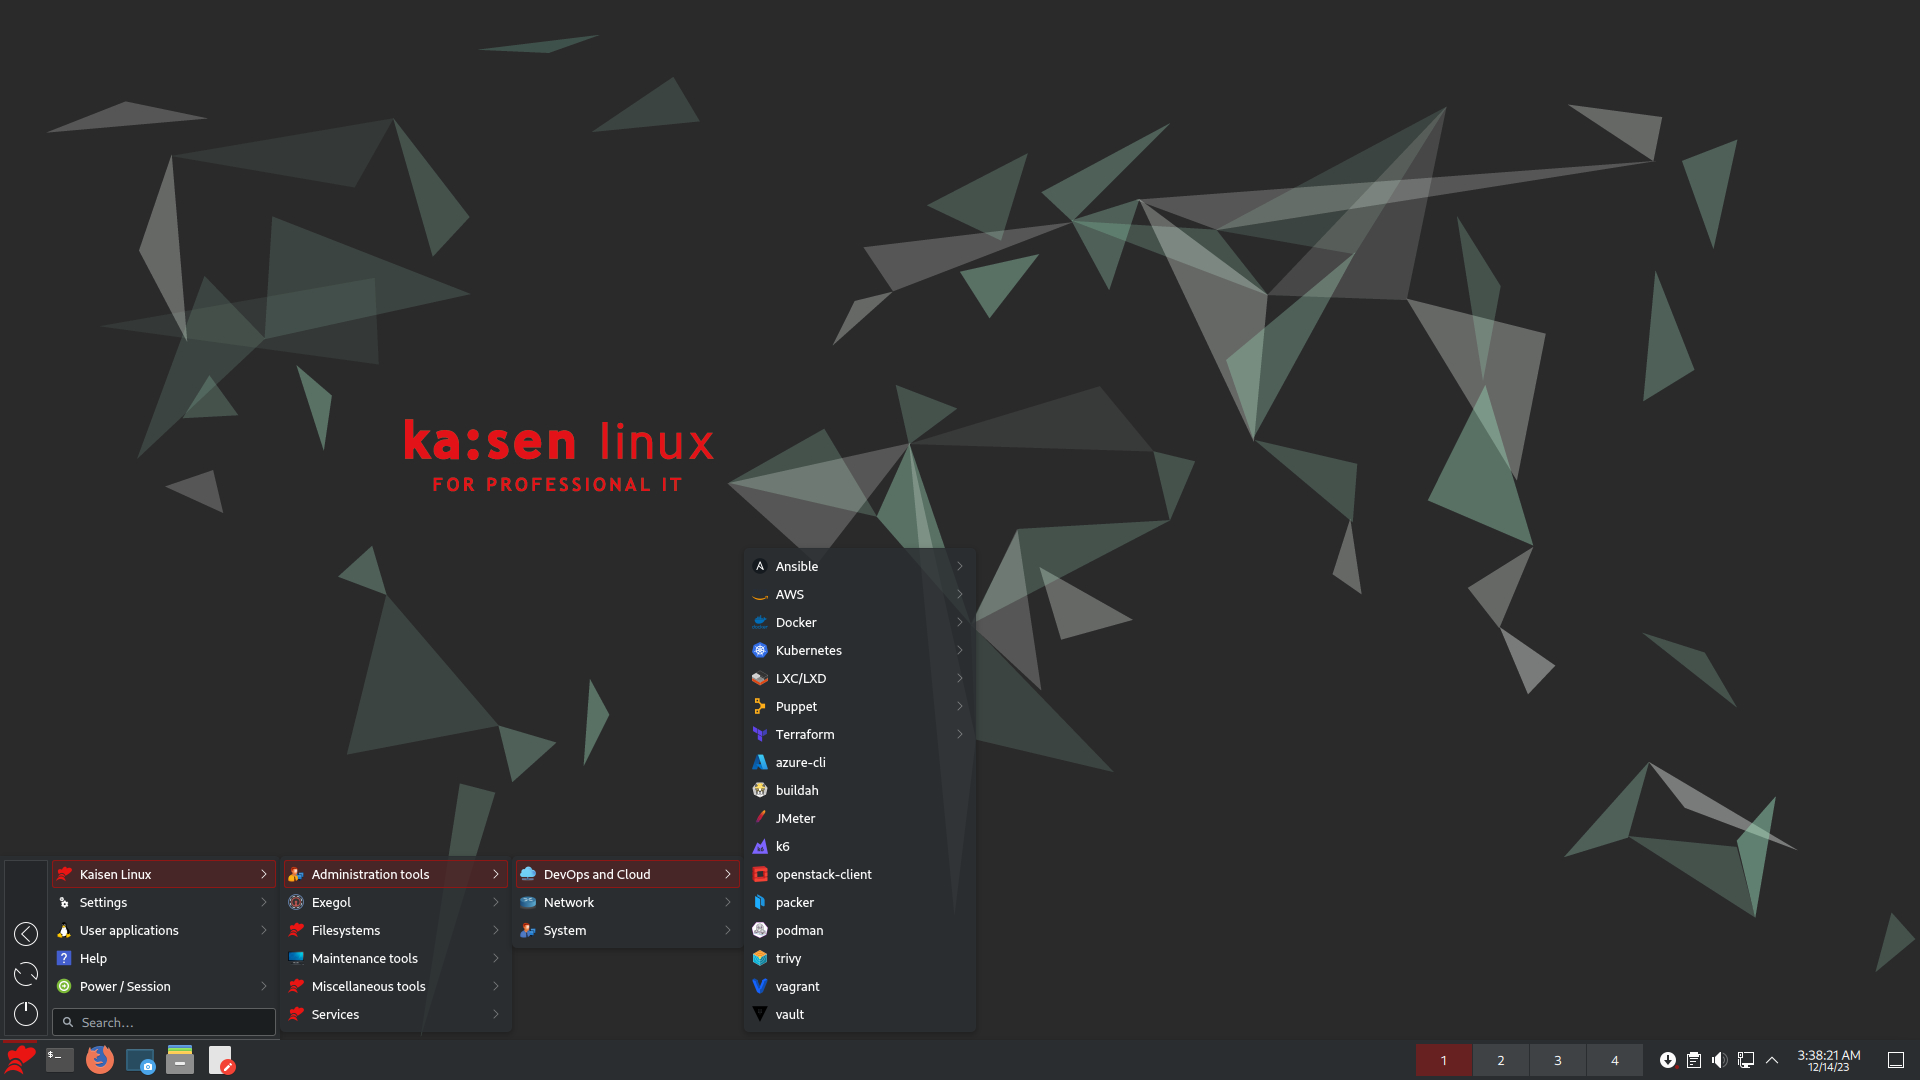 ka:sen linux
FOR PROFESSIONAL IT
Ansible
AWS
Docker
Kubernetes
LXC/LXD
Puppet
Terraform
azure-cli
buildah
JMeter
k6
openstack-client
packer
podman
trivy
vagrant
vault
DevOps and Cloud
Network
System
Administration tools
Exegol
Filesystems
Maintenance tools
Miscellaneous tools
Services
Kaisen Linux
Settings
User applications
Help
Power / Session
Search...
1 2 3 4
3:38:21 AM
12/14/23